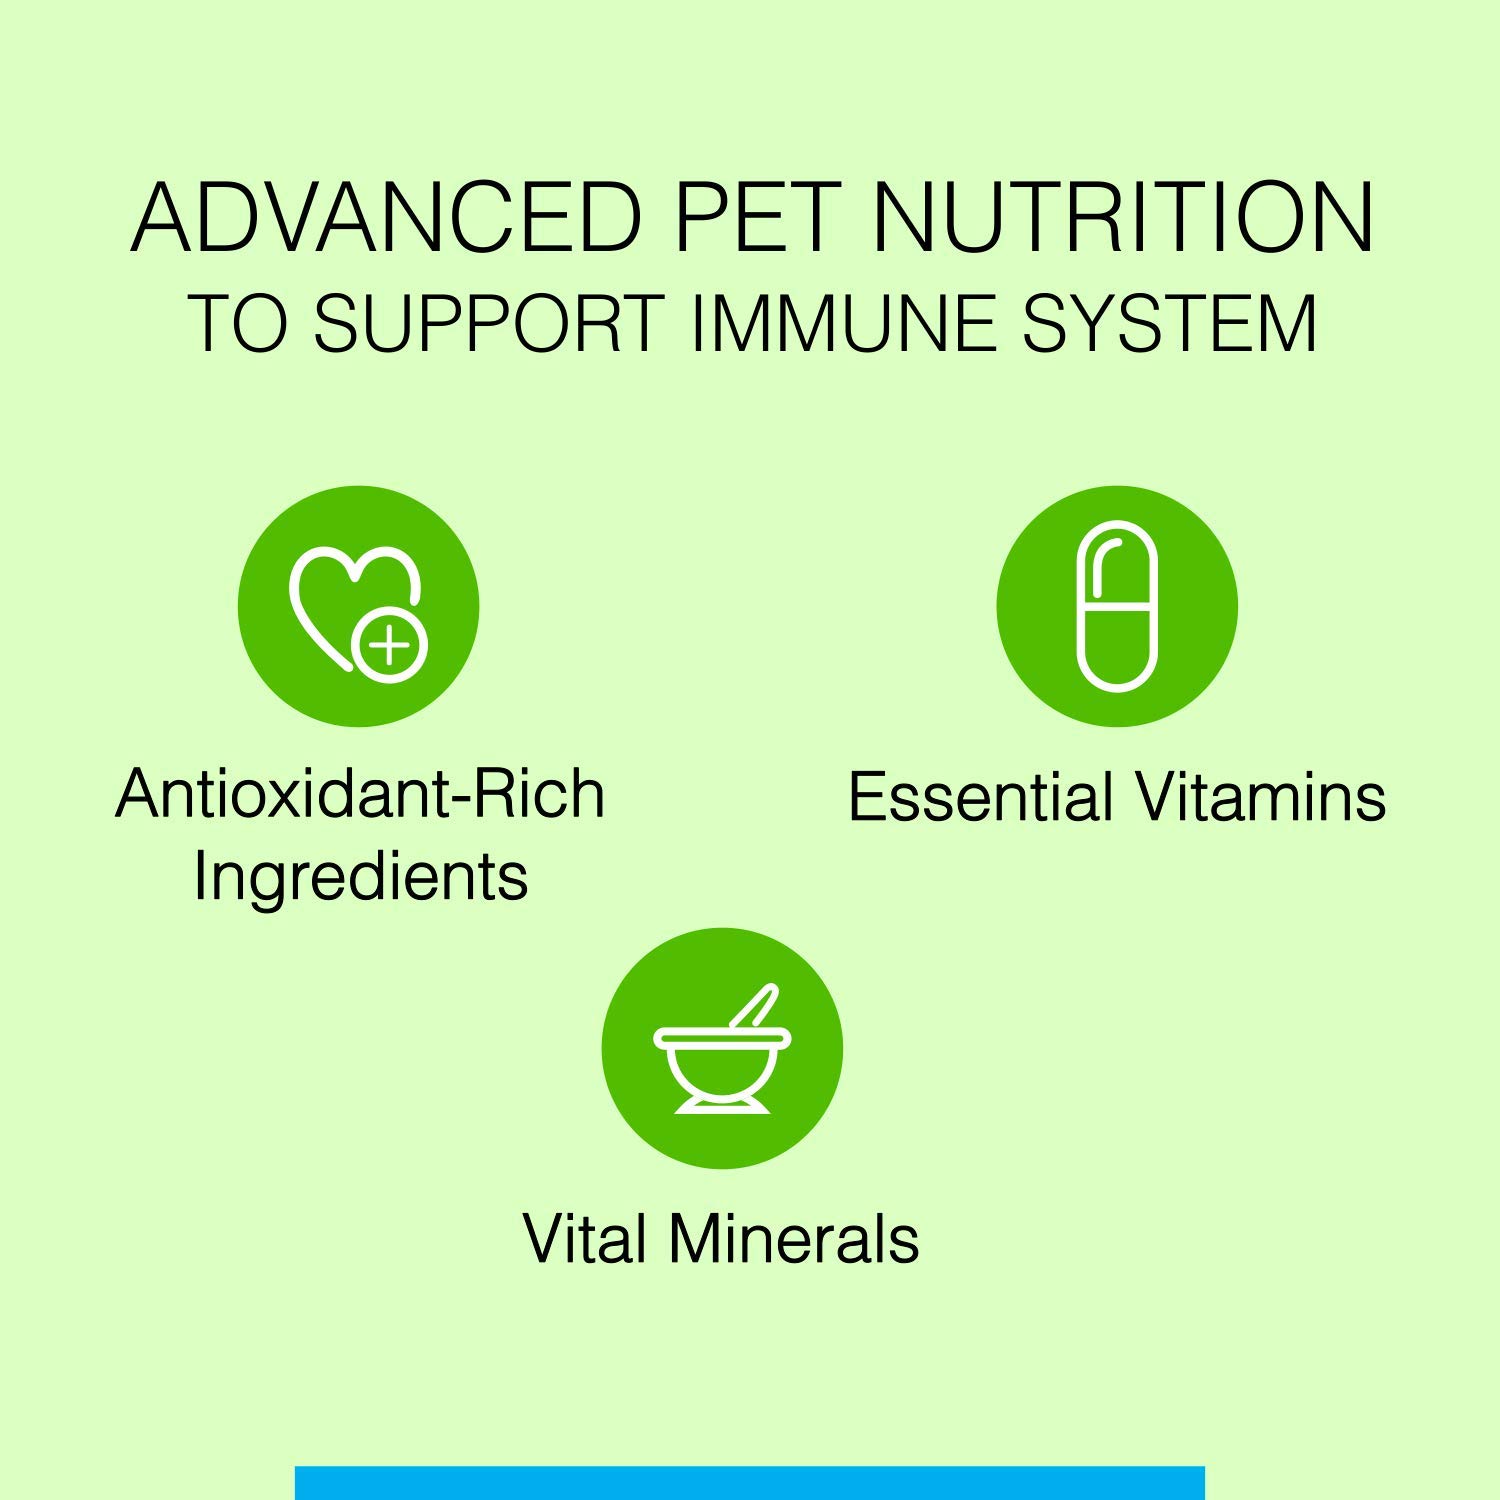 ADVANCED PET NUTRITION
TO SUPPORT IMMUNE SYSTEM
Antioxidant-Rich
Ingredients
Essential Vitamins
Vital Minerals